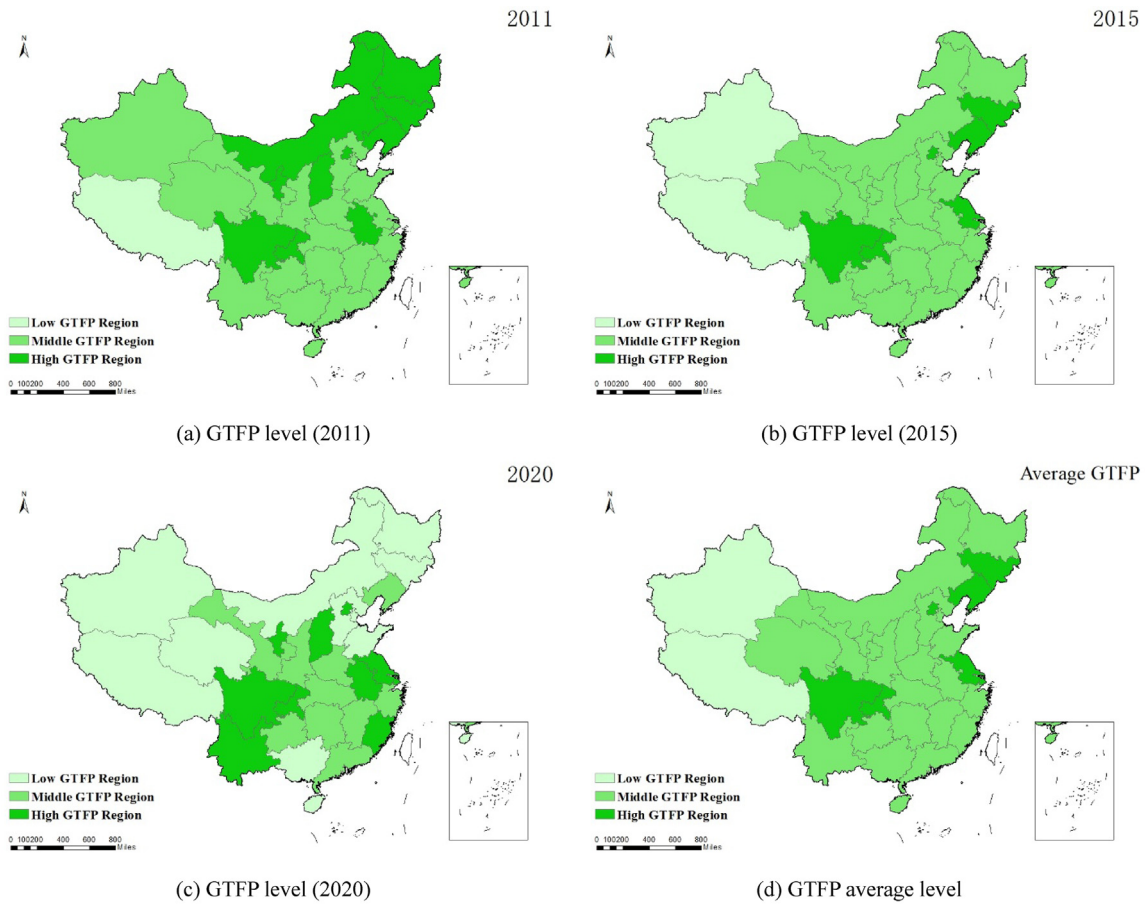 2011
N
Low GTFP Region
Middle GTFP Region
High GTFP Region
0 100200 400 600 800
Miles
(a) GTFP level (2011)
2015
N
Low GTFP Region
Middle GTFP Region
High GTFP Region
0 100200 400 600 800
Miles
(b) GTFP level (2015)
2020
N
Low GTFP Region
Middle GTFP Region
High GTFP Region
0 100200 400 600 800
Miles
(c) GTFP level (2020)
Average GTFP
N
Low GTFP Region
Middle GTFP Region
High GTFP Region
0 100200 400 600 800
Miles
(d) GTFP average level